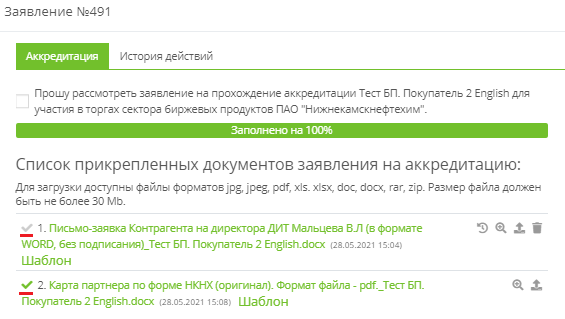 Заявление №491
Аккредитация
История действий
Прошу рассмотреть заявление на прохождение аккредитации Тест БП. Покупатель 2 English для
участия в торгах сектора биржевых продуктов ПАО "Нижнекамскнефтехим".
Заполнено на 100%
Список прикрепленных документов заявления на аккредитацию:
Для загрузки доступны файлы форматов jpg, jpeg, pdf, xls. xlsx, doc, docx, rar, zip. Размер файла должен
быть не более 30 Mb.
1. Письмо-заявка Контрагента на директора ДИТ Мальцева В.Л (в формате
WORD, без подписания)_Тест БП. Покупатель 2 English.docx (28.05.2021 15:04)
Шаблон
2. Карта партнера по форме НКНХ (оригинал). Формат файла - pdf._Тест БП.
Покупатель 2 English.docx (28.05.2021 15:08) Шаблон